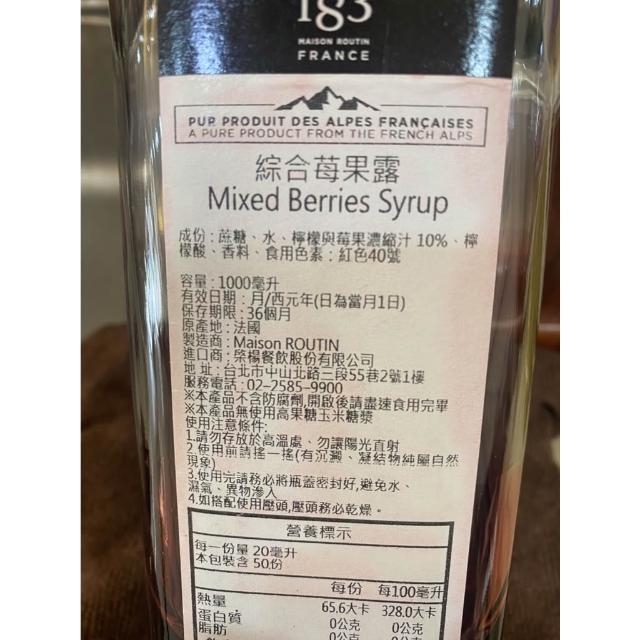 183
MAISON ROUTIN
FRANCE
PUR PRODUIT DES ALPES FRANÇAISES
A PURE PRODUCT FROM THE FRENCH ALPS
綜合莓果露
Mixed Berries Syrup
成份:蔗糖、水、檸檬與莓果濃縮汁 10%、檸
檬酸、香料、食用色素:紅色40號
容量:1000毫升
有效日期:月/西元年(日為當月1日)
保存期限:36個月
原產地:法國
製造商:Maison ROUTIN
進口商:榮楊餐飲股份有限公司
地 址:台北市中山北路三段55巷2號1樓
服務電話:02-2585-9900
※本產品不含防腐劑,開啟後請盡速食用完畢
※本產品無使用高果糖玉米糖漿
使用注意條件:
1.請勿存放於高溫處、勿讓陽光直射
2.使用前請搖一搖(有沉澱、凝結物純屬自然
現象)
3.使用完請務必將瓶蓋密封好,避免水、
濕氣、異物滲入
4.如搭配使用壓頭,壓頭務必乾燥。
營養標示
每一份量 20毫升
本包裝含 50份
每份 每100毫升
熱量 65.6大卡 328.0大卡
蛋白質 0公克 0公克
脂肪 0公克 0公克